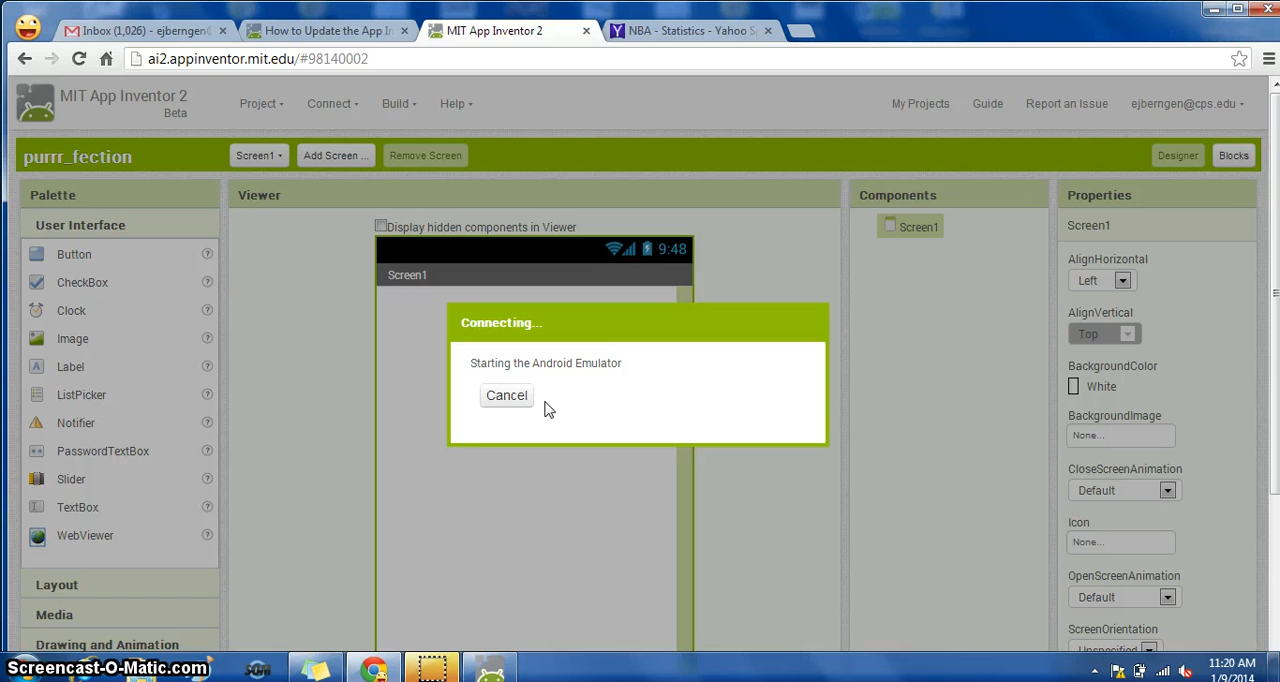 Inbox (1,026) - ejberngen@
How to Update the App In
MIT App Inventor 2
NBA - Statistics - Yahoo S
ai2.appinventor.mit.edu/#98140002
MIT App Inventor 2
Beta
Project
Connect
Build
Help
My Projects
Guide
Report an Issue
ejberngen@cps.edu
purrr_fection
Screen1
Add Screen ...
Remove Screen
Designer
Blocks
Palette
User Interface
Button ?
CheckBox ?
Clock ?
Image ?
Label ?
ListPicker ?
Notifier ?
PasswordTextBox ?
Slider ?
TextBox ?
WebViewer ?
Layout
Media
Drawing and Animation
Viewer
Display hidden components in Viewer
9:48
Screen1
Connecting...
Starting the Android Emulator
Cancel
Components
Screen1
Properties
Screen1
AlignHorizontal
Left
AlignVertical
Top
BackgroundColor
White
BackgroundImage
None...
CloseScreenAnimation
Default
Icon
None...
OpenScreenAnimation
Default
ScreenOrientation
Unspecified
Screencast-O-Matic.com
SOM
11:20 AM
1/9/2014